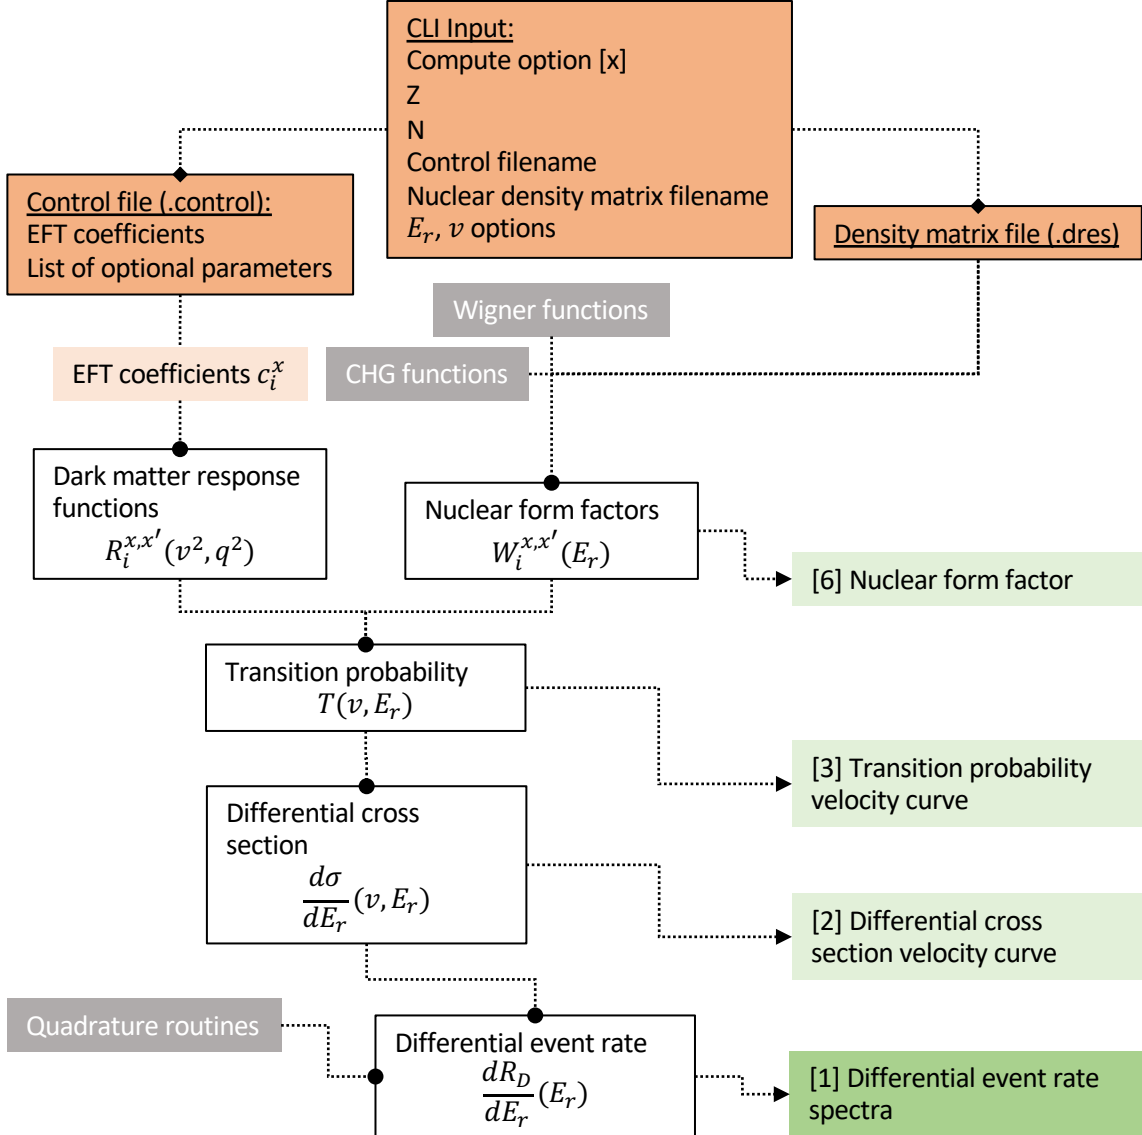 CLI Input:
Compute option [x]
Z
N
Control filename
Nuclear density matrix filename
E_r, v options
Control file (.control):
EFT coefficients
List of optional parameters
Density matrix file (.dres)
Wigner functions
EFT coefficients c_i^x
CHG functions
Dark matter response
functions
R_i^{x,x'}(v^2, q^2)
Nuclear form factors
W_i^{x,x'}(E_r)
[6] Nuclear form factor
Transition probability
T(v, E_r)
[3] Transition probability
velocity curve
Differential cross
section
dσ/dE_r (v, E_r)
[2] Differential cross
section velocity curve
Quadrature routines
Differential event rate
dR_D/dE_r (E_r)
[1] Differential event rate
spectra